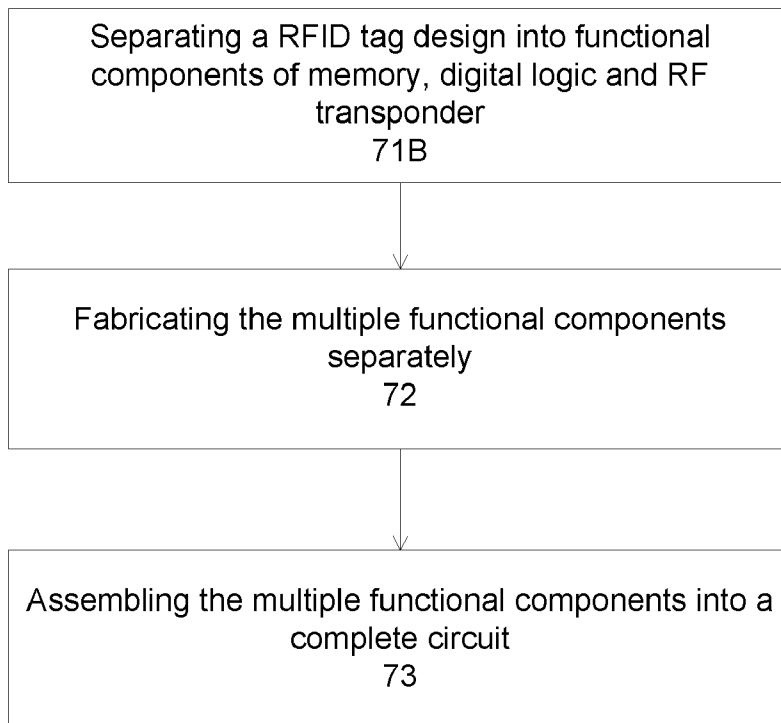 Separating a RFID tag design into functional
components of memory, digital logic and RF
transponder
71B
Fabricating the multiple functional components
separately
72
Assembling the multiple functional components into a
complete circuit
73